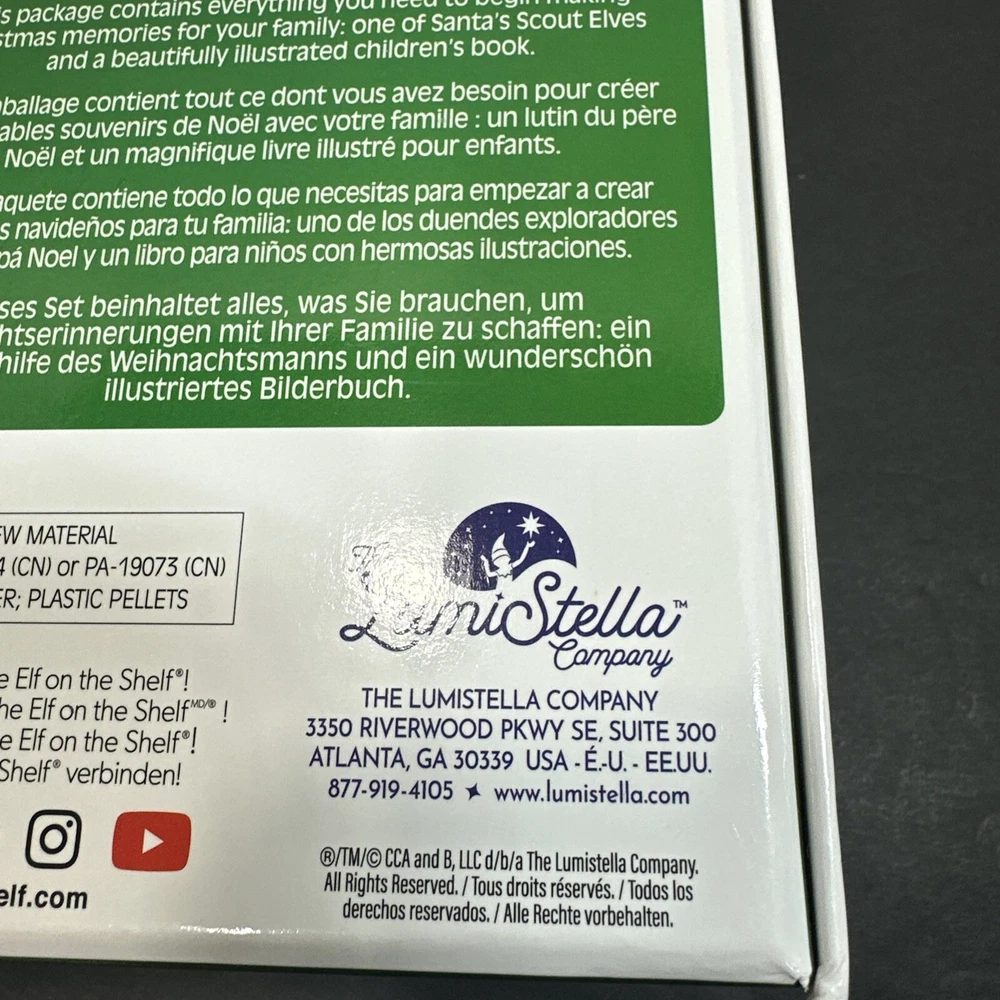 is package contains everything you need to begin making
stmas memories for your family: one of Santa's Scout Elves
and a beautifully illustrated children's book.
ballage contient tout ce dont vous avez besoin pour créer
ables souvenirs de Noël avec votre famille : un lutin du père
Noël et un magnifique livre illustré pour enfants.
aquete contiene todo lo que necesitas para empezar a crear
s navideños para tu familia: uno de los duendes exploradores
pá Noel y un libro para niños con hermosas ilustraciones.
ses Set beinhaltet alles, was Sie brauchen, um
htserinnerungen mit Ihrer Familie zu schaffen: ein
hilfe des Weihnachtsmanns und ein wunderschön
illustriertes Bilderbuch.
EW MATERIAL
4 (CN) or PA-19073 (CN)
ER; PLASTIC PELLETS
e Elf on the Shelf®!
he Elf on the Shelf MD/® !
e Elf on the Shelf®!
Shelf® verbinden!
elf.com
The
LumiStella™
Company
THE LUMISTELLA COMPANY
3350 RIVERWOOD PKWY SE, SUITE 300
ATLANTA, GA 30339 USA - É.-U. - EE.UU.
877-919-4105 ✦ www.lumistella.com
®/TM/© CCA and B, LLC d/b/a The Lumistella Company.
All Rights Reserved. / Tous droits réservés. / Todos los
derechos reservados. / Alle Rechte vorbehalten.